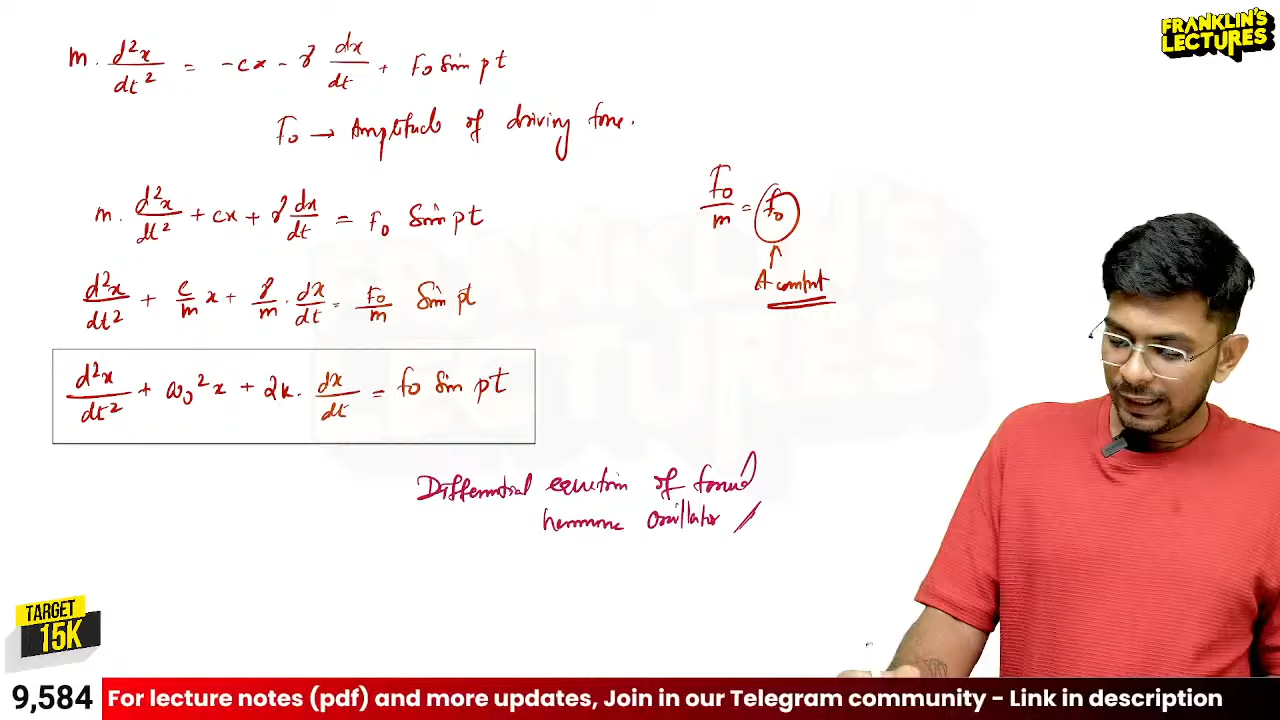 FRANKLIN'S
LECTURES
m. d²x/dt² = -cx - γ dx/dt + F₀ Sin pt
F₀ → Amplitude of driving force.
m. d²x/dt² + cx + γ dx/dt = F₀ Sin pt
F₀/m = f₀
A constant
d²x/dt² + c/m x + γ/m . dx/dt = F₀/m Sin pt
d²x/dt² + ω₀² x + 2k. dx/dt = f₀ Sin pt
Differential equation of forced
harmonic oscillator
FRANKLIN'S
LECTURES
TARGET
15K
9,584 For lecture notes (pdf) and more updates, Join in our Telegram community - Link in description